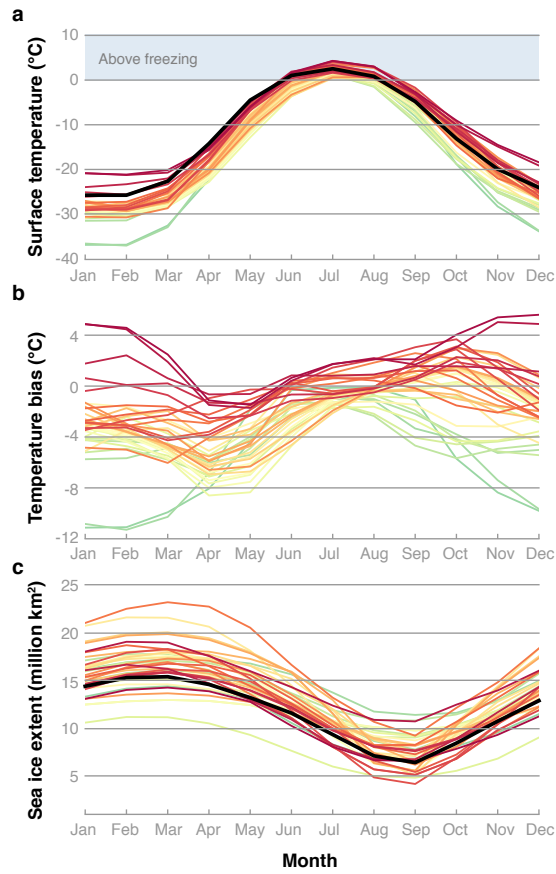 a
Surface temperature (°C)
10
0
-10
-20
-30
-40
Above freezing
Jan Feb Mar Apr May Jun Jul Aug Sep Oct Nov Dec
b
Temperature bias (°C)
4
0
-4
-8
-12
Jan Feb Mar Apr May Jun Jul Aug Sep Oct Nov Dec
c
Sea ice extent (million km²)
25
20
15
10
5
Jan Feb Mar Apr May Jun Jul Aug Sep Oct Nov Dec
Month